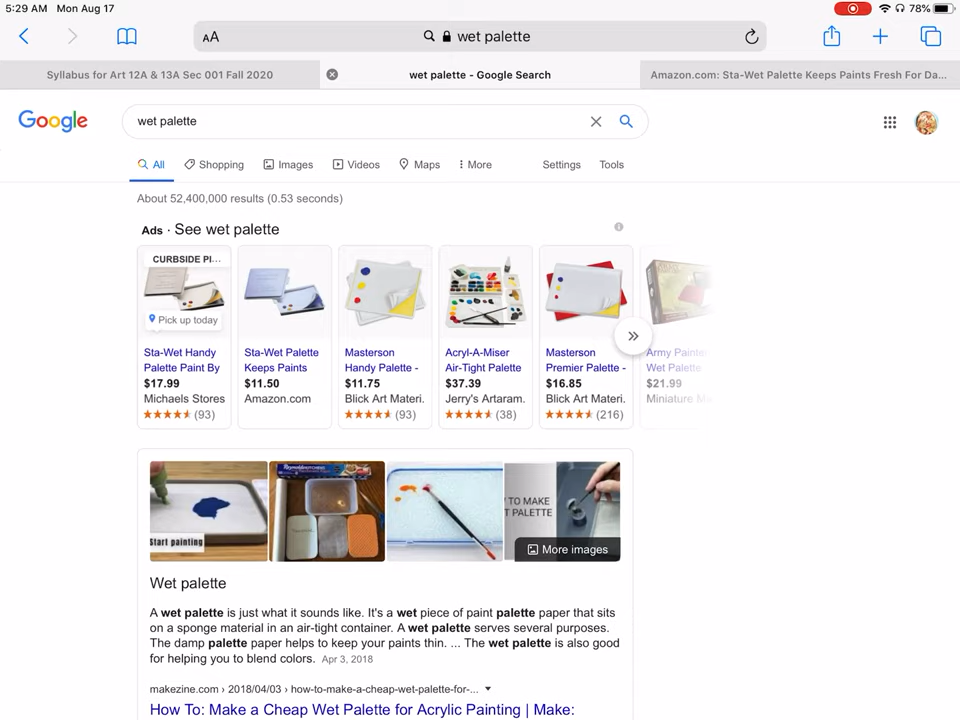 5:29 AM Mon Aug 17
78%
AA
wet palette
Syllabus for Art 12A & 13A Sec 001 Fall 2020
wet palette - Google Search
Amazon.com: Sta-Wet Palette Keeps Paints Fresh For Da...
Google
wet palette
All
Shopping
Images
Videos
Maps
More
Settings
Tools
About 52,400,000 results (0.53 seconds)
Ads · See wet palette
CURBSIDE PI...
Pick up today
Sta-Wet Handy
Palette Paint By
$17.99
Michaels Stores
(93)
Sta-Wet Palette
Keeps Paints
$11.50
Amazon.com
Masterson
Handy Palette -
$11.75
Blick Art Materi.
(93)
Acryl-A-Miser
Air-Tight Palette
$37.39
Jerry's Artaram.
(38)
Masterson
Premier Palette -
$16.85
Blick Art Materi.
(216)
Army Painte
Wet Palette
$21.99
Miniature M
Start painting
TO MAKE
T PALETTE
More images
Wet palette
A wet palette is just what it sounds like. It's a wet piece of paint palette paper that sits
on a sponge material in an air-tight container. A wet palette serves several purposes.
The damp palette paper helps to keep your paints thin. ... The wet palette is also good
for helping you to blend colors. Apr 3, 2018
makezine.com › 2018/04/03 › how-to-make-a-cheap-wet-palette-for-...
How To: Make a Cheap Wet Palette for Acrylic Painting | Make: